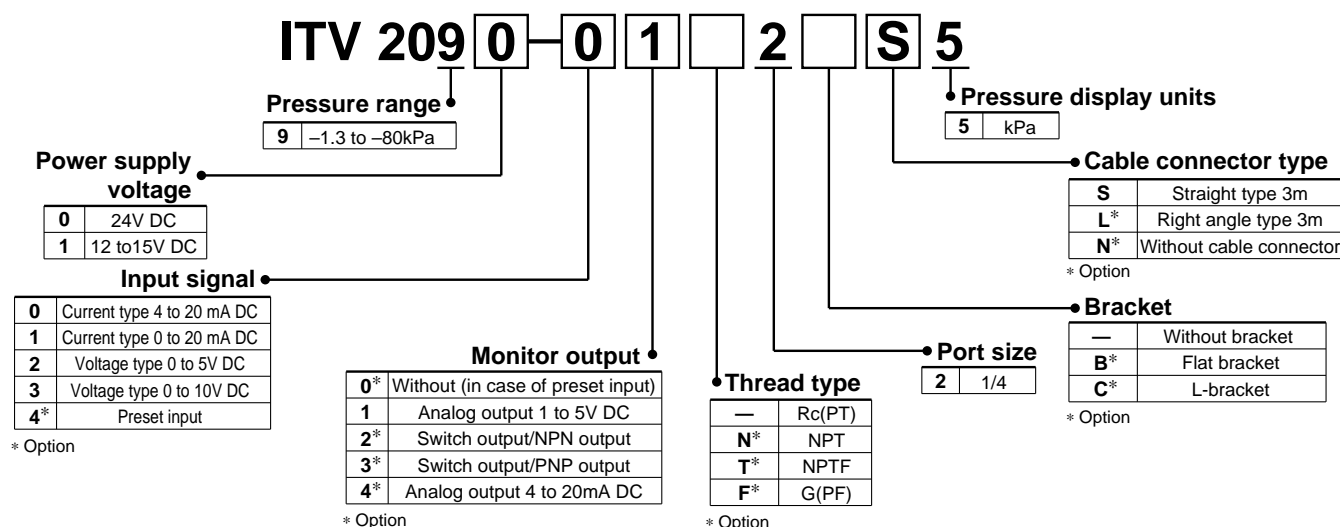 ITV 2090-01 2 S5
Pressure range
9 –1.3 to –80kPa
Pressure display units
5 kPa
Power supply
voltage
0 24V DC
1 12 to15V DC
Cable connector type
S Straight type 3m
L* Right angle type 3m
N* Without cable connector
* Option
Input signal
0 Current type 4 to 20 mA DC
1 Current type 0 to 20 mA DC
2 Voltage type 0 to 5V DC
3 Voltage type 0 to 10V DC
4* Preset input
* Option
Monitor output
0* Without (in case of preset input)
1 Analog output 1 to 5V DC
2* Switch output/NPN output
3* Switch output/PNP output
4* Analog output 4 to 20mA DC
* Option
Thread type
— Rc(PT)
N* NPT
T* NPTF
F* G(PF)
* Option
Port size
2 1/4
Bracket
— Without bracket
B* Flat bracket
C* L-bracket
* Option